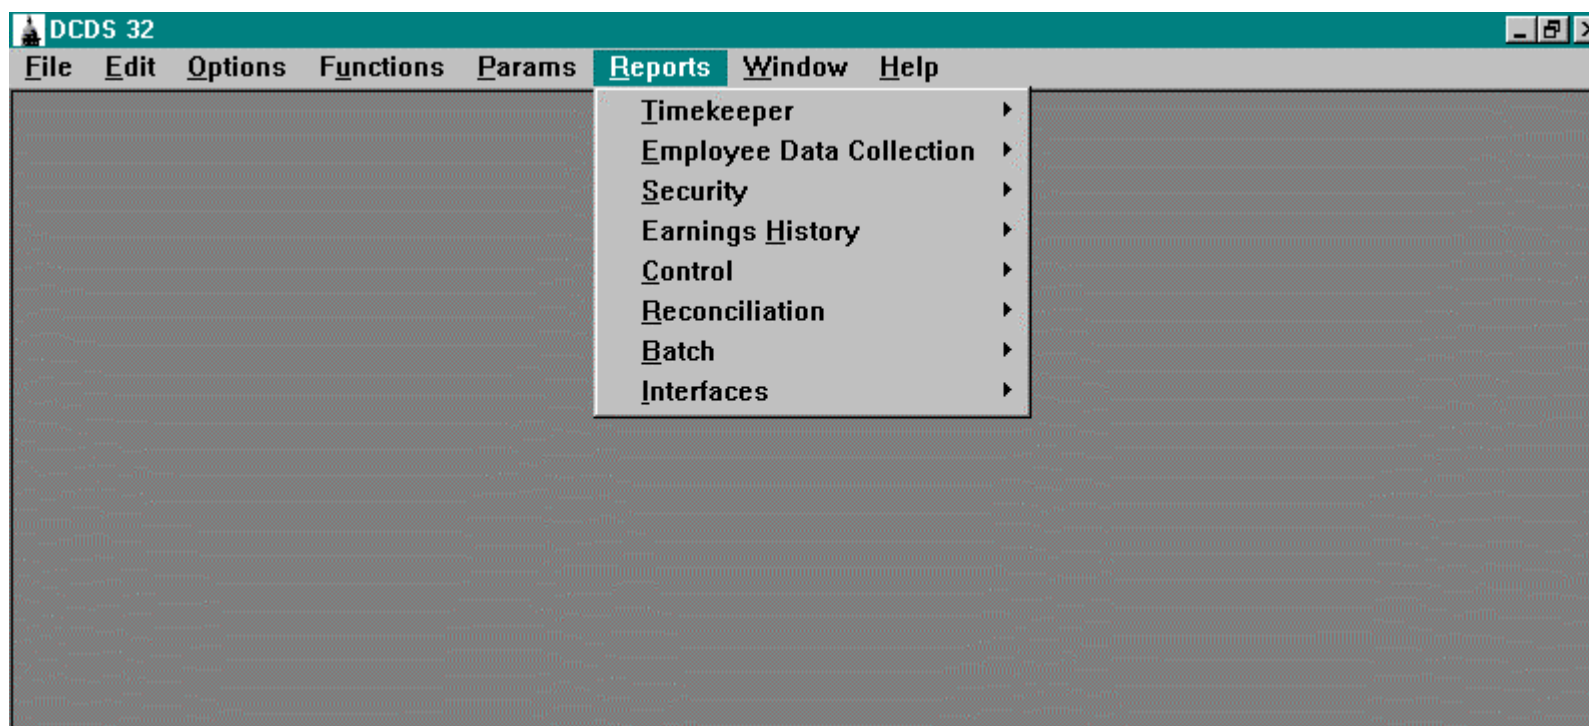 DCDS 32
File Edit Options Functions Params Reports Window Help
Timekeeper
Employee Data Collection
Security
Earnings History
Control
Reconciliation
Batch
Interfaces